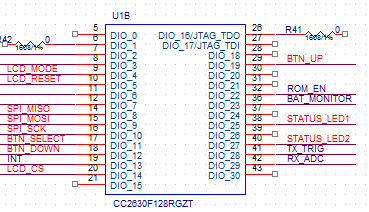 U1B
5 DIO_0 DIO_16/JTAG_TDO 26 R41 0
R42 0 6 DIO_1 DIO_17/JTAG_TDI 27
7 DIO_2 DIO_18 28
8 DIO_3 DIO_19 29 BTN_UP
LCD_MODE 9 DIO_4 DIO_20 30
LCD_RESET 10 DIO_5 DIO_21 31
11 DIO_6 DIO_22 32 ROM_EN
12 DIO_7 DIO_23 36 BAT_MONITOR
SPI_MISO 14 DIO_8 DIO_24 37
SPI_MOSI 15 DIO_9 DIO_25 38 STATUS_LED1
SPI_SCK 16 DIO_10 DIO_26 39
BTN_SELECT 17 DIO_11 DIO_27 40 STATUS_LED2
BTN_DOWN 18 DIO_12 DIO_28 41 TX_TRIG
INT 19 DIO_13 DIO_29 42 RX_ADC
LCD_CS 20 DIO_14 DIO_30 43
21 DIO_15
CC2630F128RGZT